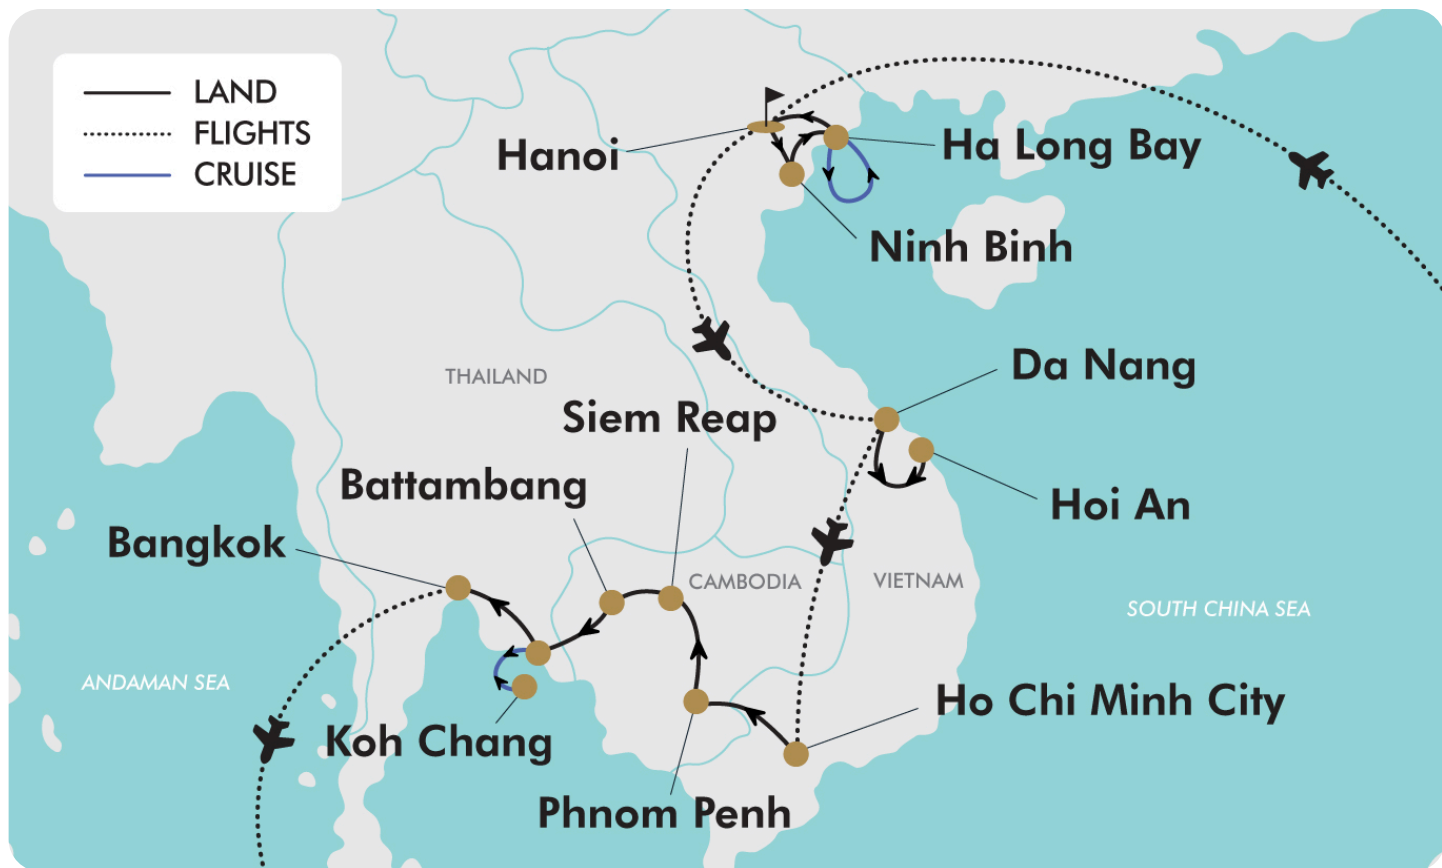 LAND
FLIGHTS
CRUISE
Hanoi
Ha Long Bay
Ninh Binh
Da Nang
THAILAND
Siem Reap
Battambang
Hoi An
Bangkok
CAMBODIA
VIETNAM
SOUTH CHINA SEA
ANDAMAN SEA
Ho Chi Minh City
Koh Chang
Phnom Penh